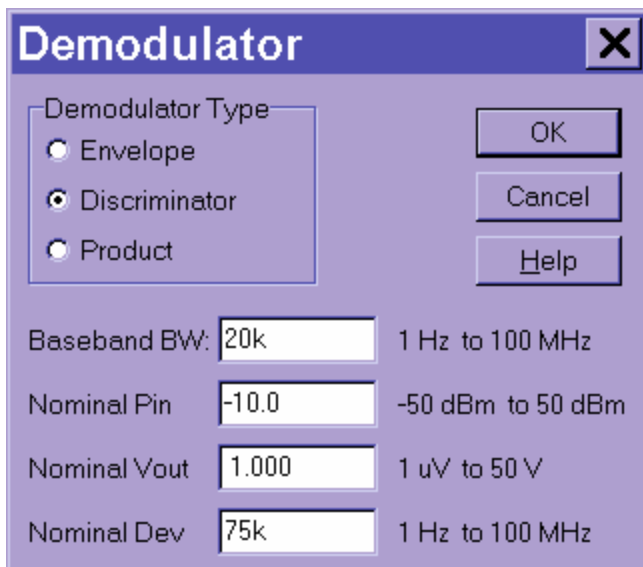 Demodulator
Demodulator Type
Envelope
Discriminator
Product
OK
Cancel
Help
Baseband BW: 20k 1 Hz to 100 MHz
Nominal Pin -10.0 -50 dBm to 50 dBm
Nominal Vout 1.000 1 uV to 50 V
Nominal Dev 75k 1 Hz to 100 MHz